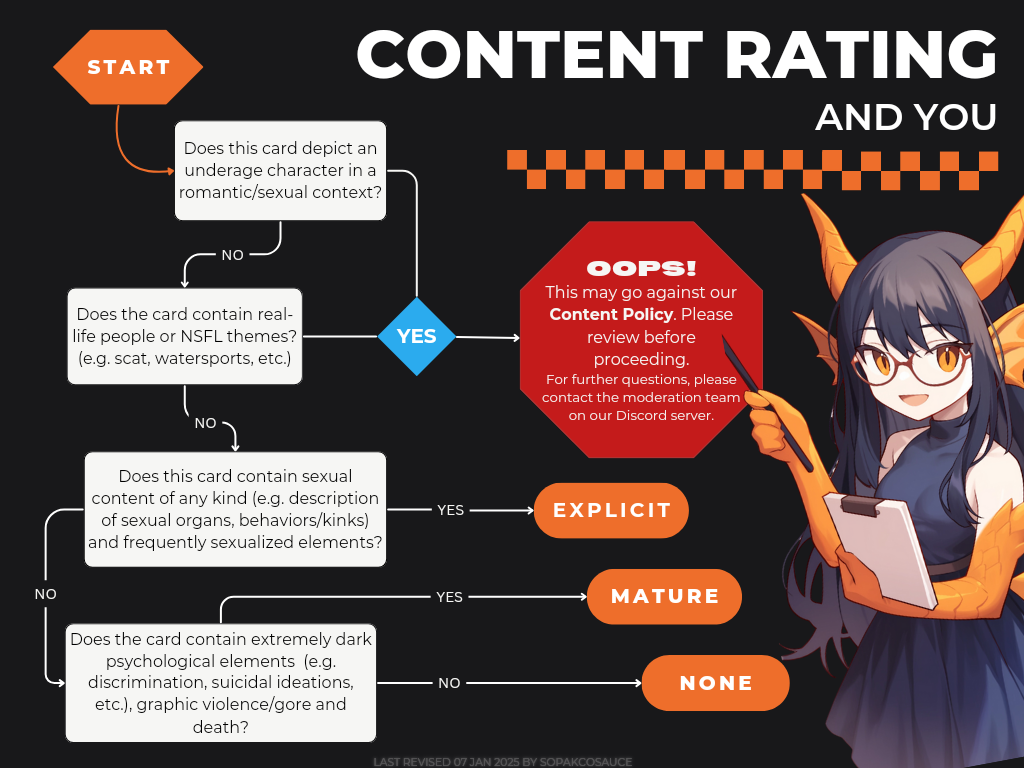 CONTENT RATING
AND YOU
START
Does this card depict an
underage character in a
romantic/sexual context?
NO
Does the card contain real-
life people or NSFL themes?
(e.g. scat, watersports, etc.)
YES
OOPS!
This may go against our
Content Policy. Please
review before
proceeding.
For further questions, please
contact the moderation team
on our Discord server.
NO
Does this card contain sexual
content of any kind (e.g. description
of sexual organs, behaviors/kinks)
and frequently sexualized elements?
YES
EXPLICIT
NO
YES
MATURE
Does the card contain extremely dark
psychological elements (e.g.
discrimination, suicidal ideations,
etc.), graphic violence/gore and
death?
NO
NONE
LAST REVISED 07 JAN 2025 BY SOPAKCOSAUCE